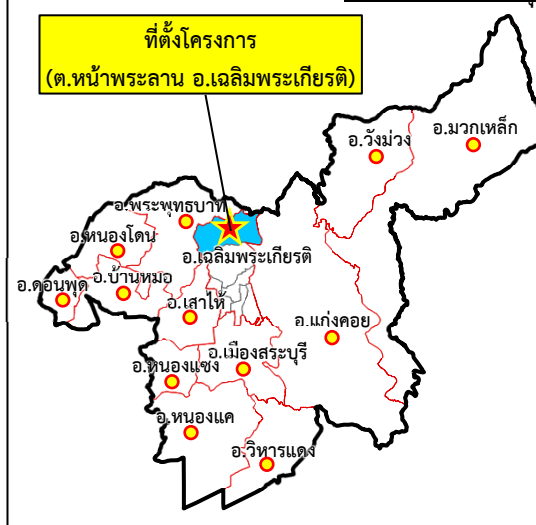 ที่ตั้งโครงการ
(ต.หน้าพระลาน อ.เฉลิมพระเกียรติ)
อ.มวกเหล็ก
อ.วังม่วง
อ.พระพุทธบาท
อ.หนองโดน
อ.เฉลิมพระเกียรติ
อ.บ้านหมอ
อ.ดอนพุด
อ.เสาไห้
อ.แก่งคอย
อ.เมืองสระบุรี
อ.หนองแซง
อ.หนองแค
อ.วิหารแดง